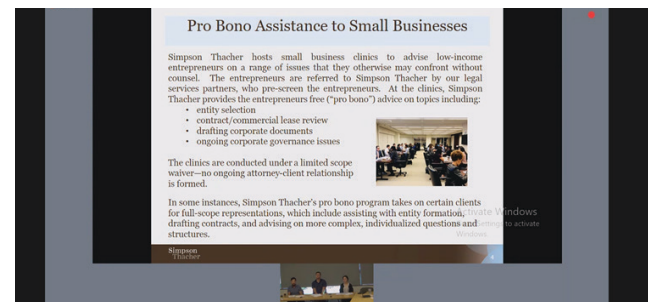 Pro Bono Assistance to Small Businesses
Simpson Thacher hosts small business clinics to advise low-income
entrepreneurs on a range of issues that they otherwise may confront without
counsel. The entrepreneurs are referred to Simpson Thacher by our legal
services partners, who pre-screen the entrepreneurs. At the clinics, Simpson
Thacher provides the entrepreneurs free (“pro bono”) advice on topics including:
• entity selection
• contract/commercial lease review
• drafting corporate documents
• ongoing corporate governance issues
The clinics are conducted under a limited scope
waiver—no ongoing attorney-client relationship
is formed.
In some instances, Simpson Thacher's pro bono program takes on certain clients
for full-scope representations, which include assisting with entity formation,
drafting contracts, and advising on more complex, individualized questions and
structures.
Activate Windows
Settings to activate
Windows.
Simpson
Thacher